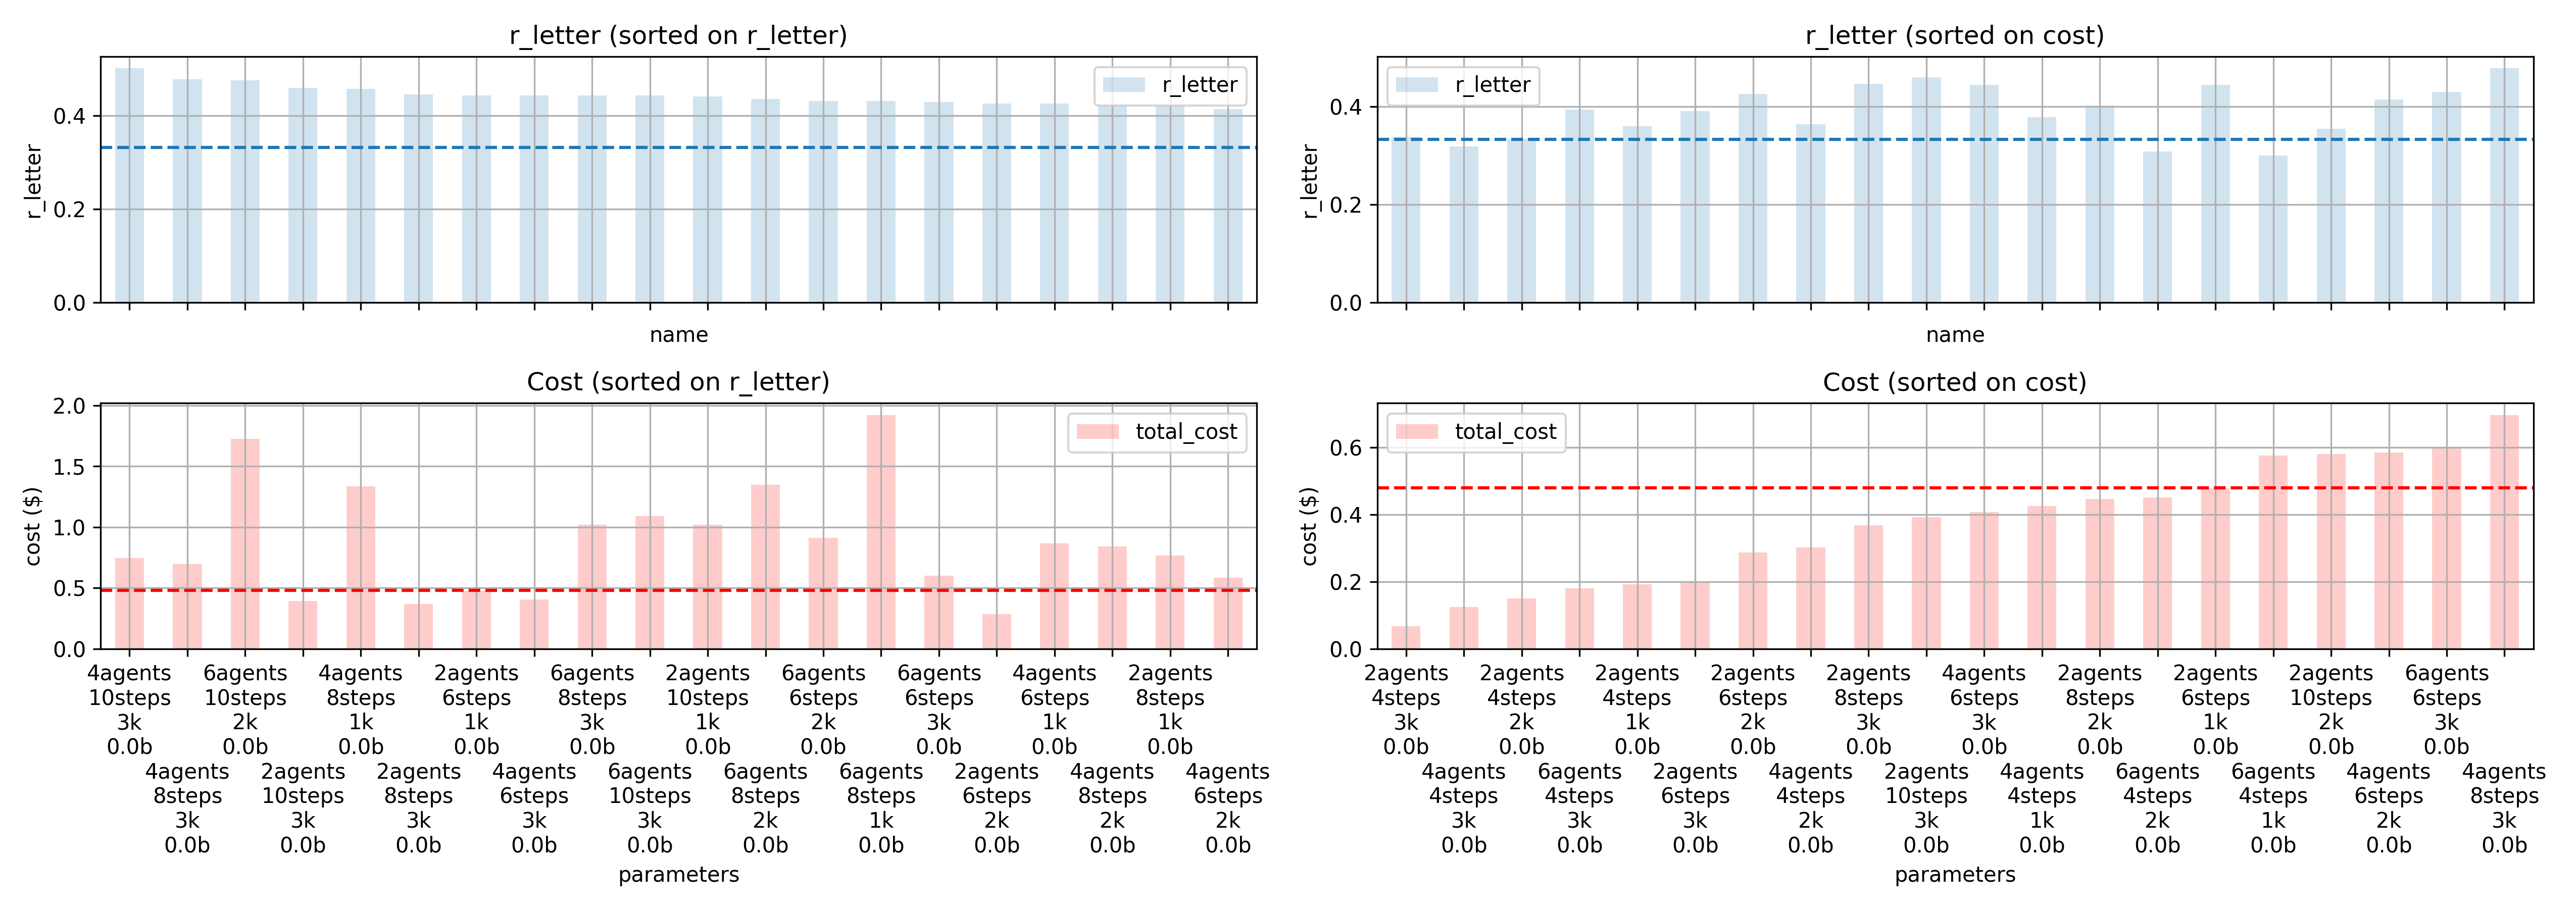 r_letter (sorted on r_letter)
r_letter
0.4
0.2
0.0
r_letter
name
r_letter (sorted on cost)
r_letter
0.4
0.2
0.0
r_letter
name
Cost (sorted on r_letter)
total_cost
2.0
1.5
1.0
0.5
0.0
cost ($)
4agents 6agents 4agents 2agents 6agents 2agents 6agents 6agents 4agents 2agents
10steps 10steps 8steps 6steps 8steps 10steps 6steps 6steps 6steps 8steps
3k 2k 1k 1k 3k 1k 2k 3k 1k 1k
0.0b 0.0b 0.0b 0.0b 0.0b 0.0b 0.0b 0.0b 0.0b 0.0b
4agents 2agents 2agents 4agents 6agents 6agents 6agents 2agents 4agents 4agents
8steps 10steps 8steps 6steps 10steps 8steps 8steps 6steps 8steps 6steps
3k 3k 3k 3k 3k 2k 1k 2k 2k 2k
0.0b 0.0b 0.0b 0.0b 0.0b 0.0b 0.0b 0.0b 0.0b 0.0b
parameters
Cost (sorted on cost)
total_cost
0.6
0.4
0.2
0.0
cost ($)
2agents 2agents 2agents 2agents 2agents 4agents 2agents 2agents 2agents 6agents
4steps 4steps 4steps 6steps 8steps 6steps 8steps 6steps 10steps 6steps
3k 2k 1k 2k 3k 3k 2k 1k 2k 3k
0.0b 0.0b 0.0b 0.0b 0.0b 0.0b 0.0b 0.0b 0.0b 0.0b
4agents 6agents 2agents 4agents 2agents 4agents 6agents 6agents 4agents 4agents
4steps 4steps 6steps 4steps 10steps 4steps 4steps 4steps 6steps 8steps
3k 3k 3k 2k 3k 1k 2k 1k 2k 3k
0.0b 0.0b 0.0b 0.0b 0.0b 0.0b 0.0b 0.0b 0.0b 0.0b
parameters